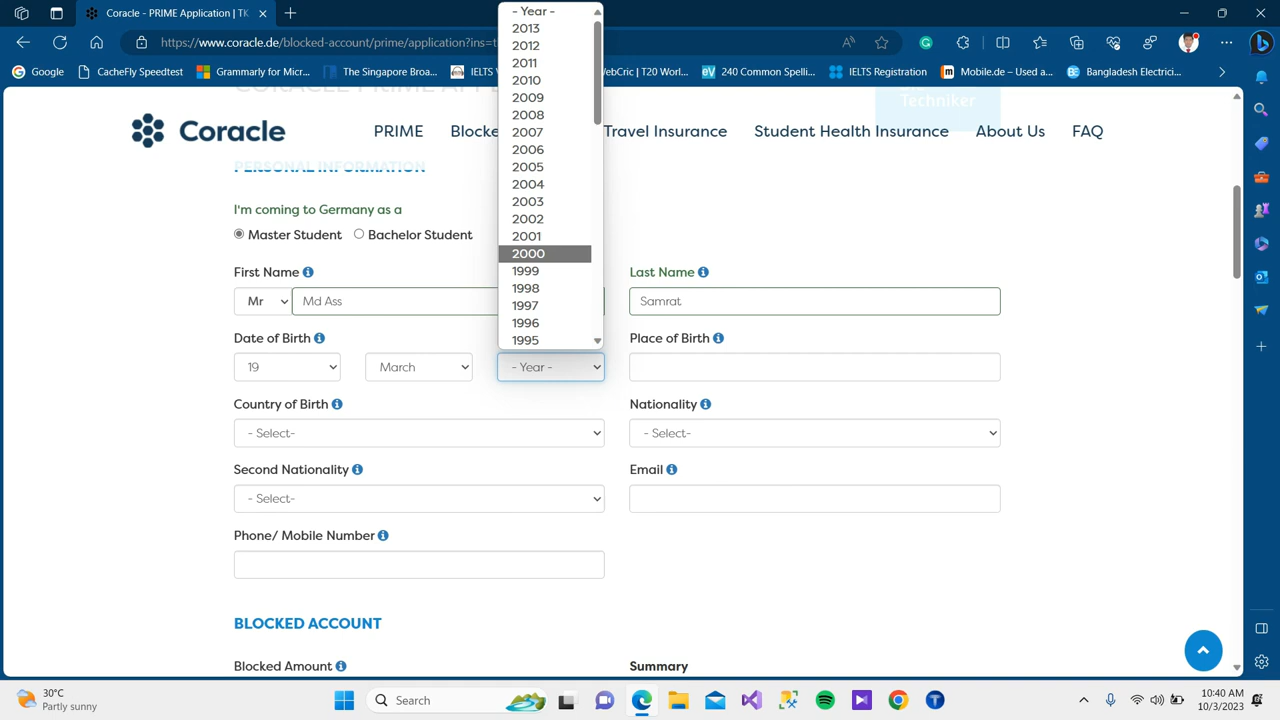 Coracle - PRIME Application | TK
https://www.coracle.de/blocked-account/prime/application?ins=t
Google
CacheFly Speedtest
Grammarly for Micr...
The Singapore Broa...
IELTS
WebCric | T20 Worl...
240 Common Spelli...
IELTS Registration
Mobile.de – Used a...
Bangladesh Electrici...
- Year -
2013
2012
2011
2010
2009
2008
2007
2006
2005
2004
2003
2002
2001
2000
1999
1998
1997
1996
1995
Techniker
Coracle
PRIME
Travel Insurance
Student Health Insurance
About Us
FAQ
PERSONAL INFORMATION
I'm coming to Germany as a
Master Student
Bachelor Student
First Name
Last Name
Mr
Md Ass
Samrat
Date of Birth
Place of Birth
19
March
- Year -
Country of Birth
Nationality
- Select-
- Select-
Second Nationality
Email
- Select-
Phone/ Mobile Number
BLOCKED ACCOUNT
Blocked Amount
Summary
30°C
Partly sunny
Search
10:40 AM
10/3/2023